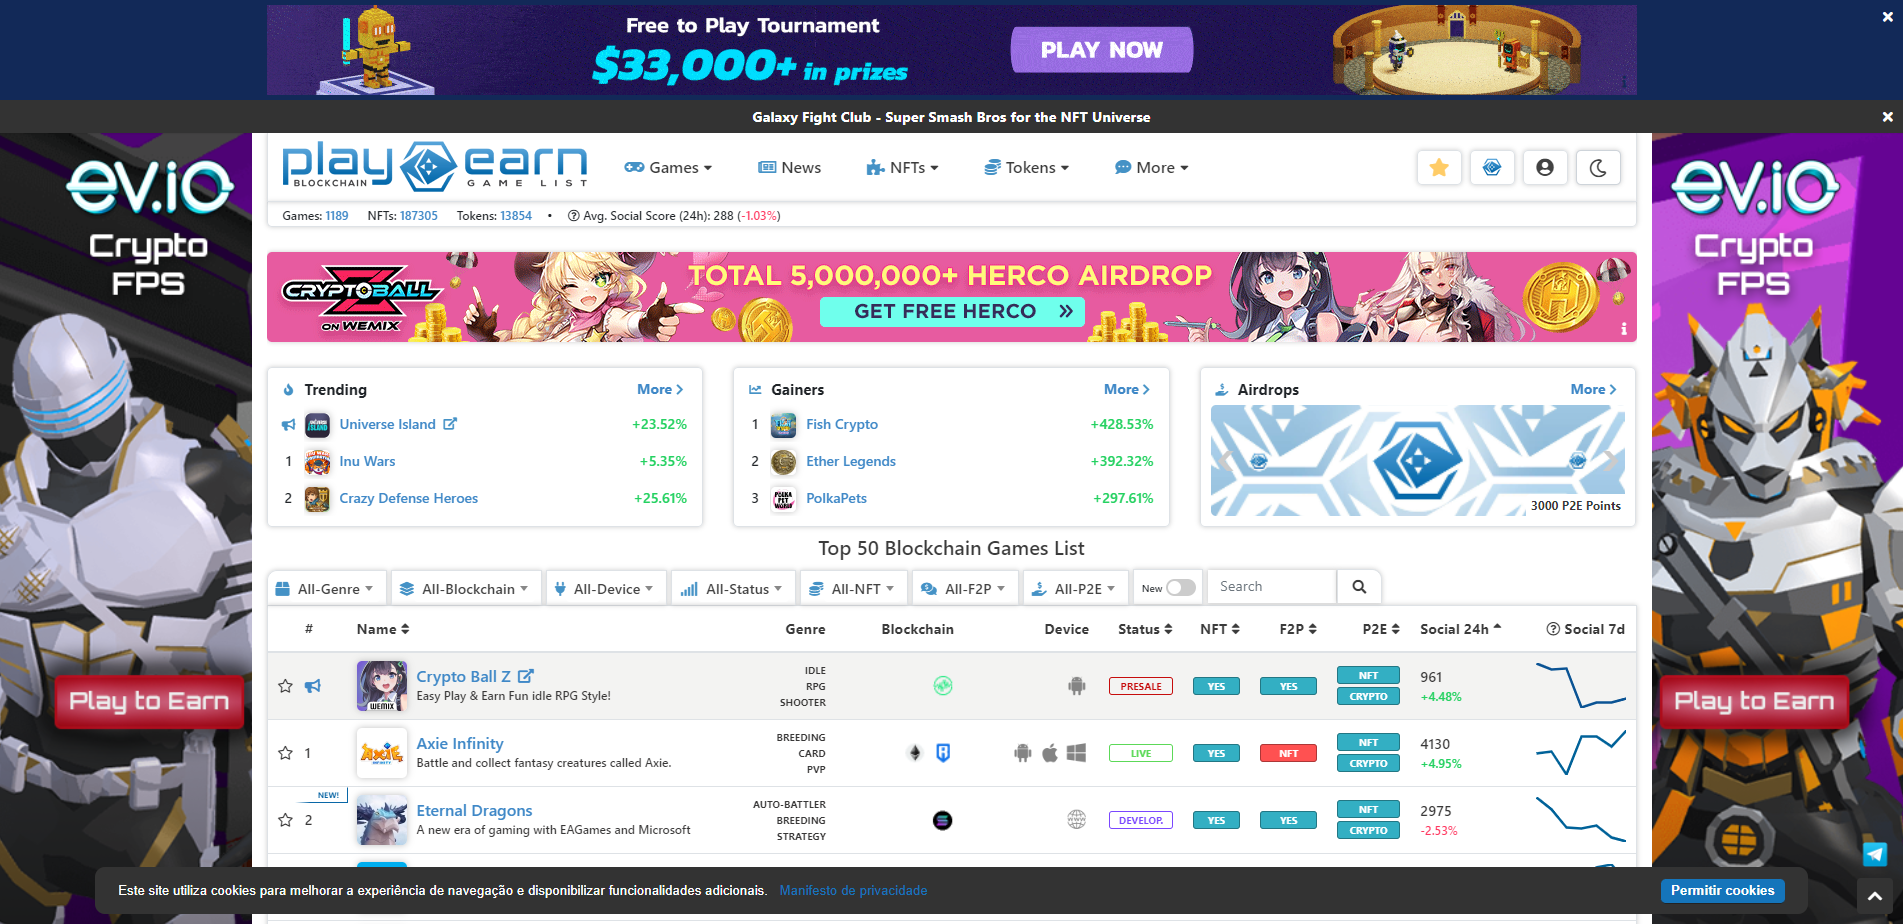 Free to Play Tournament
$33,000+ in prizes
PLAY NOW
Galaxy Fight Club - Super Smash Bros for the NFT Universe
ev.io
Crypto
FPS
Play to Earn
play earn
BLOCKCHAIN GAME LIST
Games
News
NFTs
Tokens
More
Games: 1189 NFTs: 187305 Tokens: 13854 • Avg. Social Score (24h): 288 (-1.03%)
CRYPTOBALL Z
ON WEMIX
TOTAL 5,000,000+ HERCO AIRDROP
GET FREE HERCO »
Trending More
Universe Island +23.52%
1 Inu Wars +5.35%
2 Crazy Defense Heroes +25.61%
Gainers More
1 Fish Crypto +428.53%
2 Ether Legends +392.32%
3 PolkaPets +297.61%
Airdrops More
3000 P2E Points
Top 50 Blockchain Games List
All-Genre All-Blockchain All-Device All-Status All-NFT All-F2P All-P2E New Search
# Name Genre Blockchain Device Status NFT F2P P2E Social 24h Social 7d
Crypto Ball Z
Easy Play & Earn Fun idle RPG Style!
WEMIX
IDLE
RPG
SHOOTER
PRESALE YES YES
NFT
CRYPTO
961
+4.48%
1 Axie Infinity
Battle and collect fantasy creatures called Axie.
AXIE
INFINITY
BREEDING
CARD
PVP
LIVE YES NFT
NFT
CRYPTO
4130
+4.95%
NEW!
2 Eternal Dragons
A new era of gaming with EAGames and Microsoft
AUTO-BATTLER
BREEDING
STRATEGY
DEVELOP. YES YES
NFT
CRYPTO
2975
-2.53%
ev.io
Crypto
FPS
Play to Earn
Este site utiliza cookies para melhorar a experiência de navegação e disponibilizar funcionalidades adicionais. Manifesto de privacidade
Permitir cookies